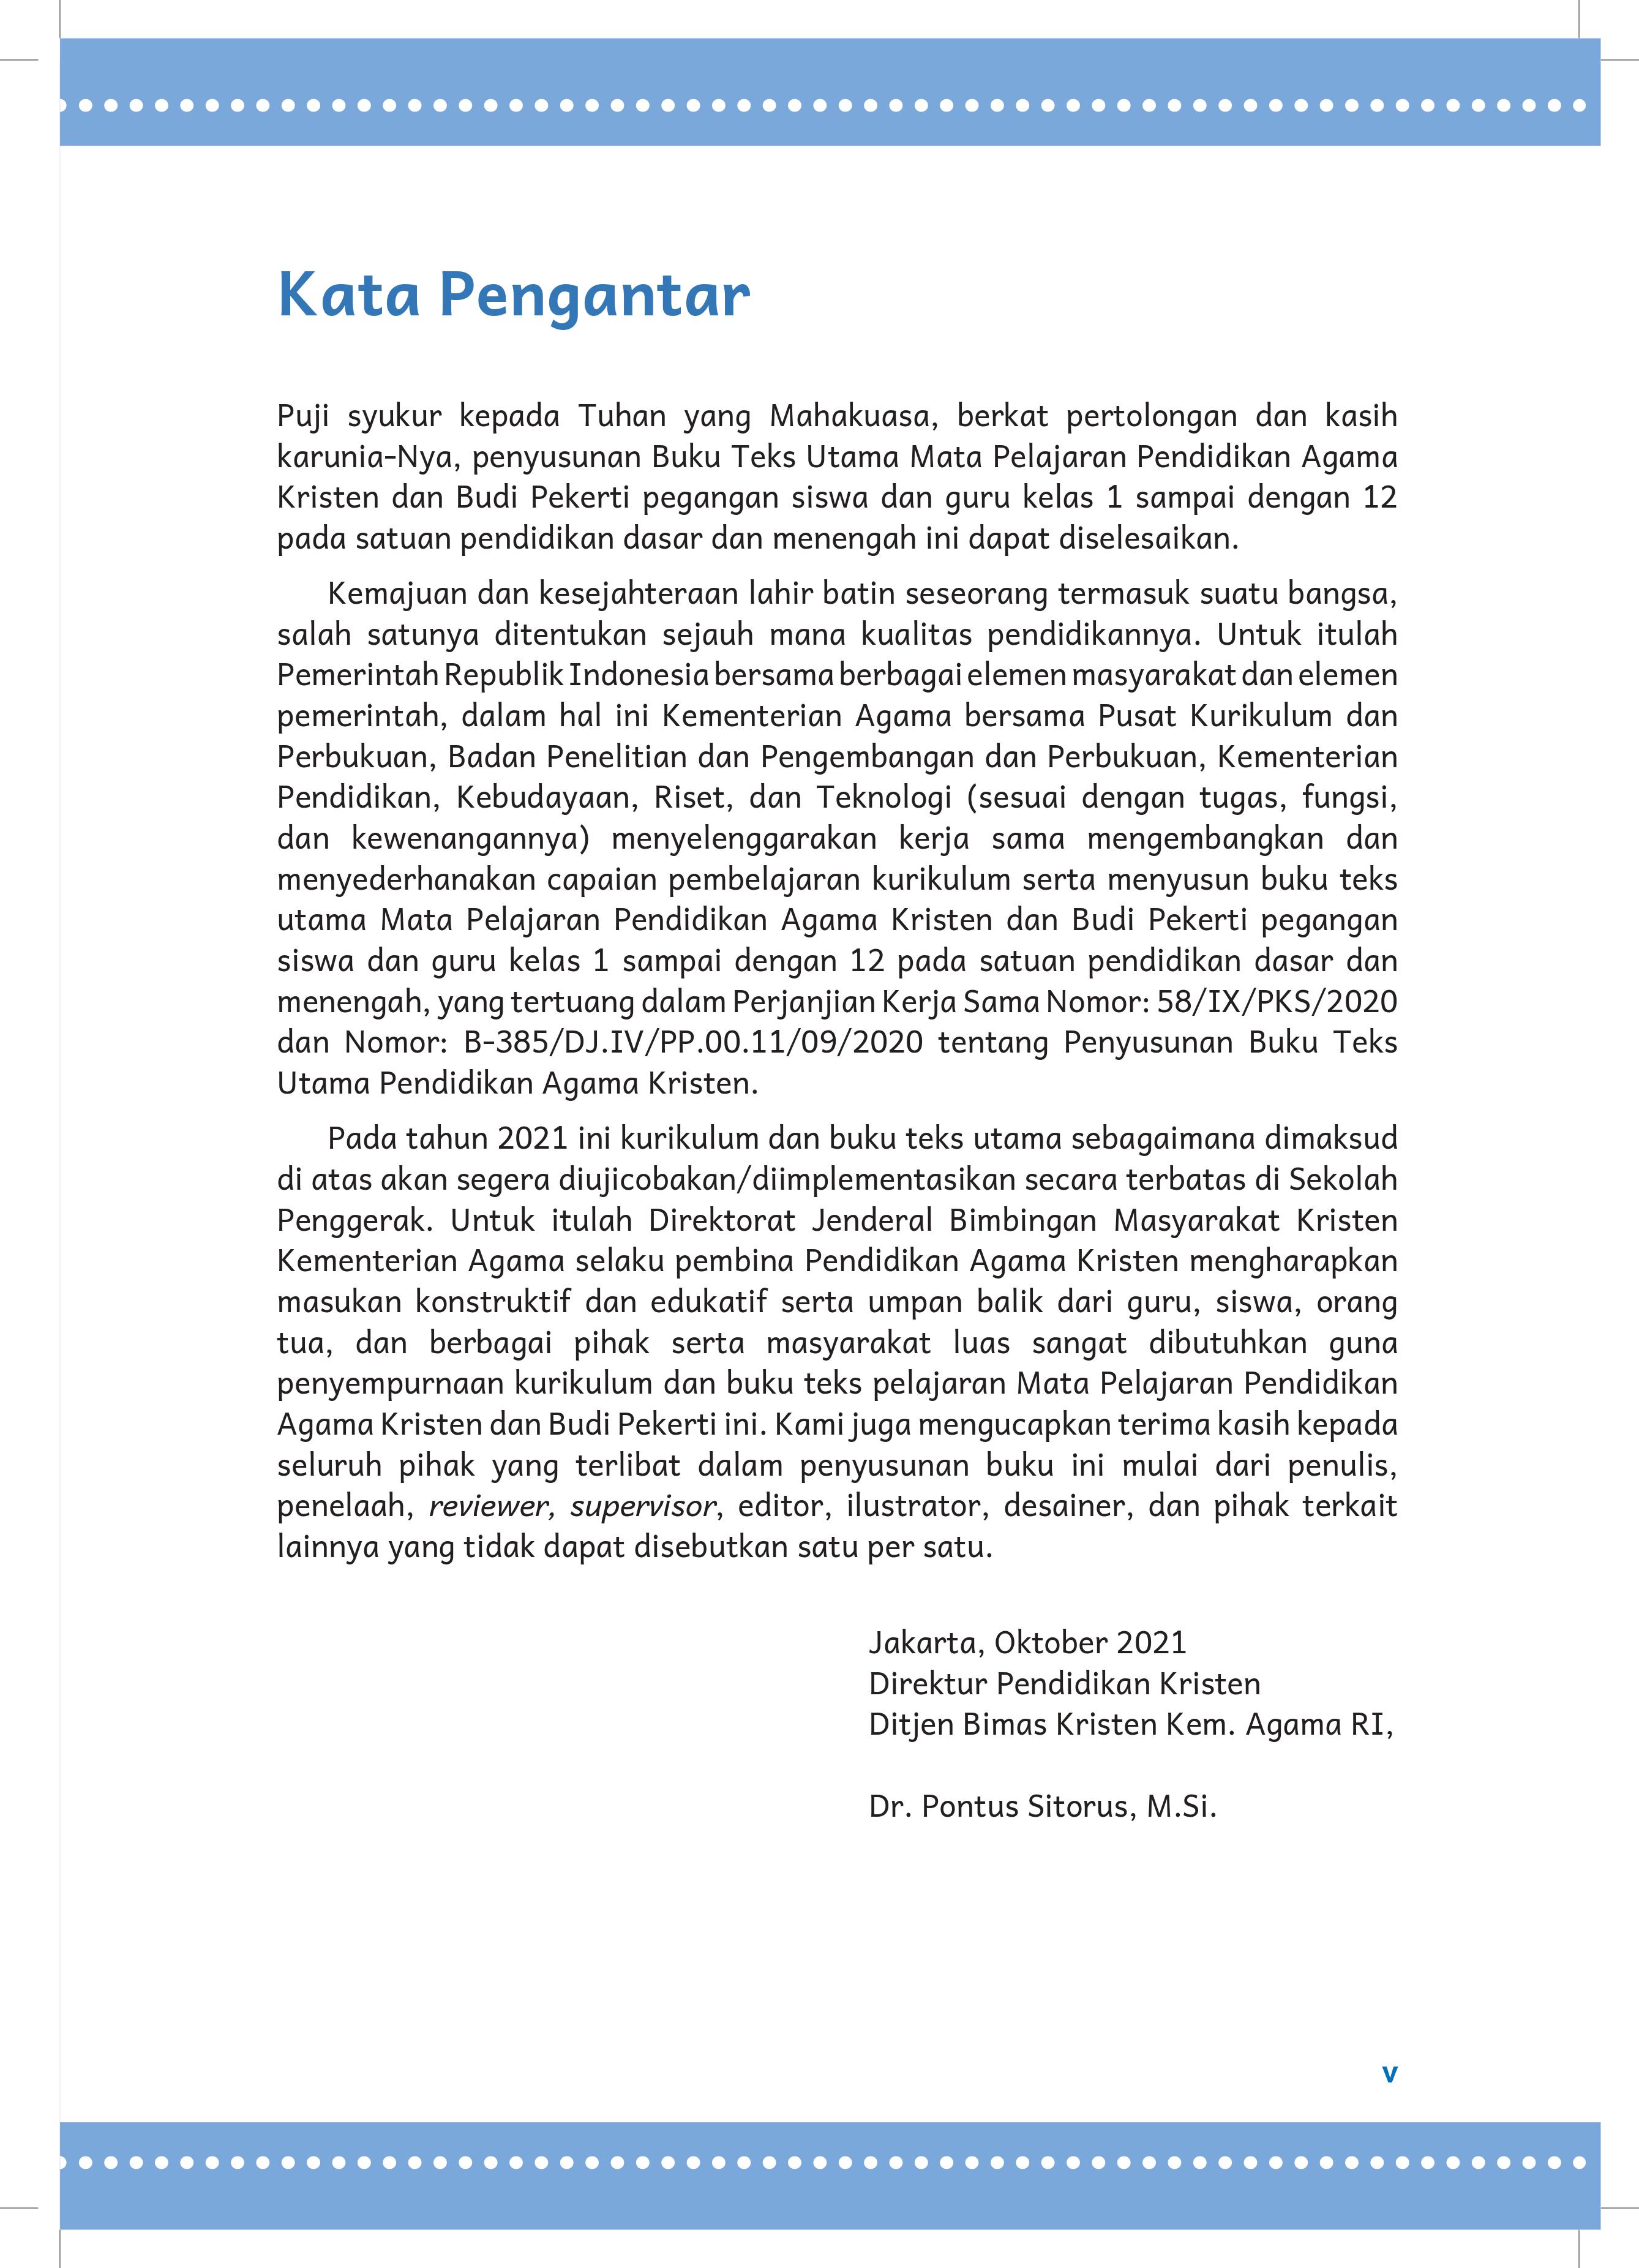 Kata Pengantar
Puji syukur kepada Tuhan yang Mahakuasa, berkat pertolongan dan kasih
karunia-Nya, penyusunan Buku Teks Utama Mata Pelajaran Pendidikan Agama
Kristen dan Budi Pekerti pegangan siswa dan guru kelas 1 sampai dengan 12
pada satuan pendidikan dasar dan menengah ini dapat diselesaikan.
Kemajuan dan kesejahteraan lahir batin seseorang termasuk suatu bangsa,
salah satunya ditentukan sejauh mana kualitas pendidikannya. Untuk itulah
Pemerintah Republik Indonesia bersama berbagai elemen masyarakat dan elemen
pemerintah, dalam hal ini Kementerian Agama bersama Pusat Kurikulum dan
Perbukuan, Badan Penelitian dan Pengembangan dan Perbukuan, Kementerian
Pendidikan, Kebudayaan, Riset, dan Teknologi (sesuai dengan tugas, fungsi,
dan kewenangannya) menyelenggarakan kerja sama mengembangkan dan
menyederhanakan capaian pembelajaran kurikulum serta menyusun buku teks
utama Mata Pelajaran Pendidikan Agama Kristen dan Budi Pekerti pegangan
siswa dan guru kelas 1 sampai dengan 12 pada satuan pendidikan dasar dan
menengah, yang tertuang dalam Perjanjian Kerja Sama Nomor: 58/IX/PKS/2020
dan Nomor: B-385/DJ.IV/PP.00.11/09/2020 tentang Penyusunan Buku Teks
Utama Pendidikan Agama Kristen.
Pada tahun 2021 ini kurikulum dan buku teks utama sebagaimana dimaksud
di atas akan segera diujicobakan/diimplementasikan secara terbatas di Sekolah
Penggerak. Untuk itulah Direktorat Jenderal Bimbingan Masyarakat Kristen
Kementerian Agama selaku pembina Pendidikan Agama Kristen mengharapkan
masukan konstruktif dan edukatif serta umpan balik dari guru, siswa, orang
tua, dan berbagai pihak serta masyarakat luas sangat dibutuhkan guna
penyempurnaan kurikulum dan buku teks pelajaran Mata Pelajaran Pendidikan
Agama Kristen dan Budi Pekerti ini. Kami juga mengucapkan terima kasih kepada
seluruh pihak yang terlibat dalam penyusunan buku ini mulai dari penulis,
penelaah, reviewer, supervisor, editor, ilustrator, desainer, dan pihak terkait
lainnya yang tidak dapat disebutkan satu per satu.
Jakarta, Oktober 2021
Direktur Pendidikan Kristen
Ditjen Bimas Kristen Kem. Agama RI,
Dr. Pontus Sitorus, M.Si.
v